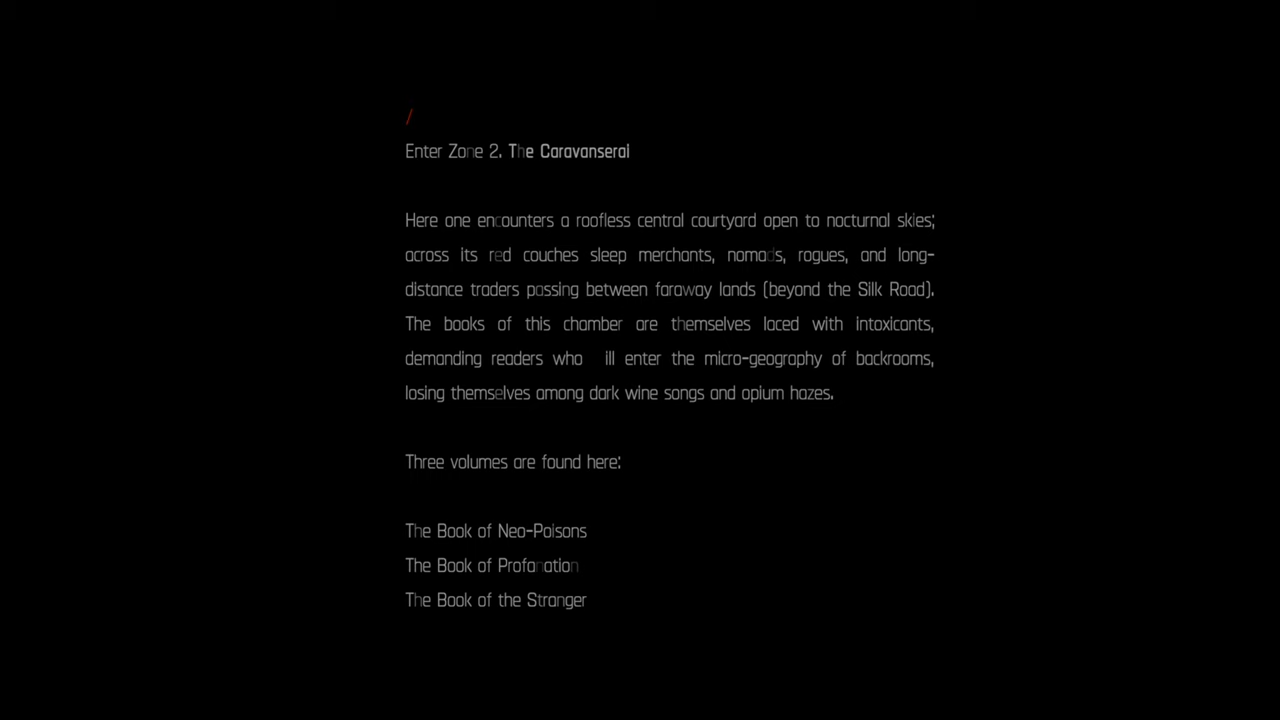 /
Enter Zone 2. The Caravanserai
Here one encounters a roofless central courtyard open to nocturnal skies;
across its red couches sleep merchants, nomads, rogues, and long-
distance traders passing between faraway lands (beyond the Silk Road).
The books of this chamber are themselves laced with intoxicants,
demanding readers who ill enter the micro-geography of backrooms,
losing themselves among dark wine songs and opium hazes.
Three volumes are found here:
The Book of Neo-Poisons
The Book of Profanation
The Book of the Stranger